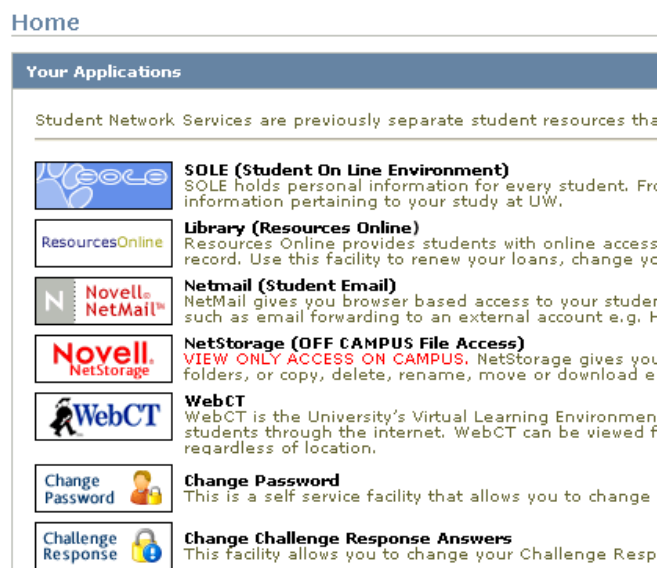 Home
Your Applications
Student Network Services are previously separate student resources tha
SOLE
SOLE (Student On Line Environment)
SOLE holds personal information for every student. Fro
information pertaining to your study at UW.
ResourcesOnline
Library (Resources Online)
Resources Online provides students with online access
record. Use this facility to renew your loans, change yo
N Novell®
NetMail™
Netmail (Student Email)
NetMail gives you browser based access to your studen
such as email forwarding to an external account e.g. H
Novell.
NetStorage
NetStorage (OFF CAMPUS File Access)
VIEW ONLY ACCESS ON CAMPUS. NetStorage gives you
folders, or copy, delete, rename, move or download e
WebCT
WebCT
WebCT is the University's Virtual Learning Environmen
students through the internet. WebCT can be viewed f
regardless of location.
Change
Password
Change Password
This is a self service facility that allows you to change
Challenge
Response
Change Challenge Response Answers
This facility allows you to change your Challenge Resp